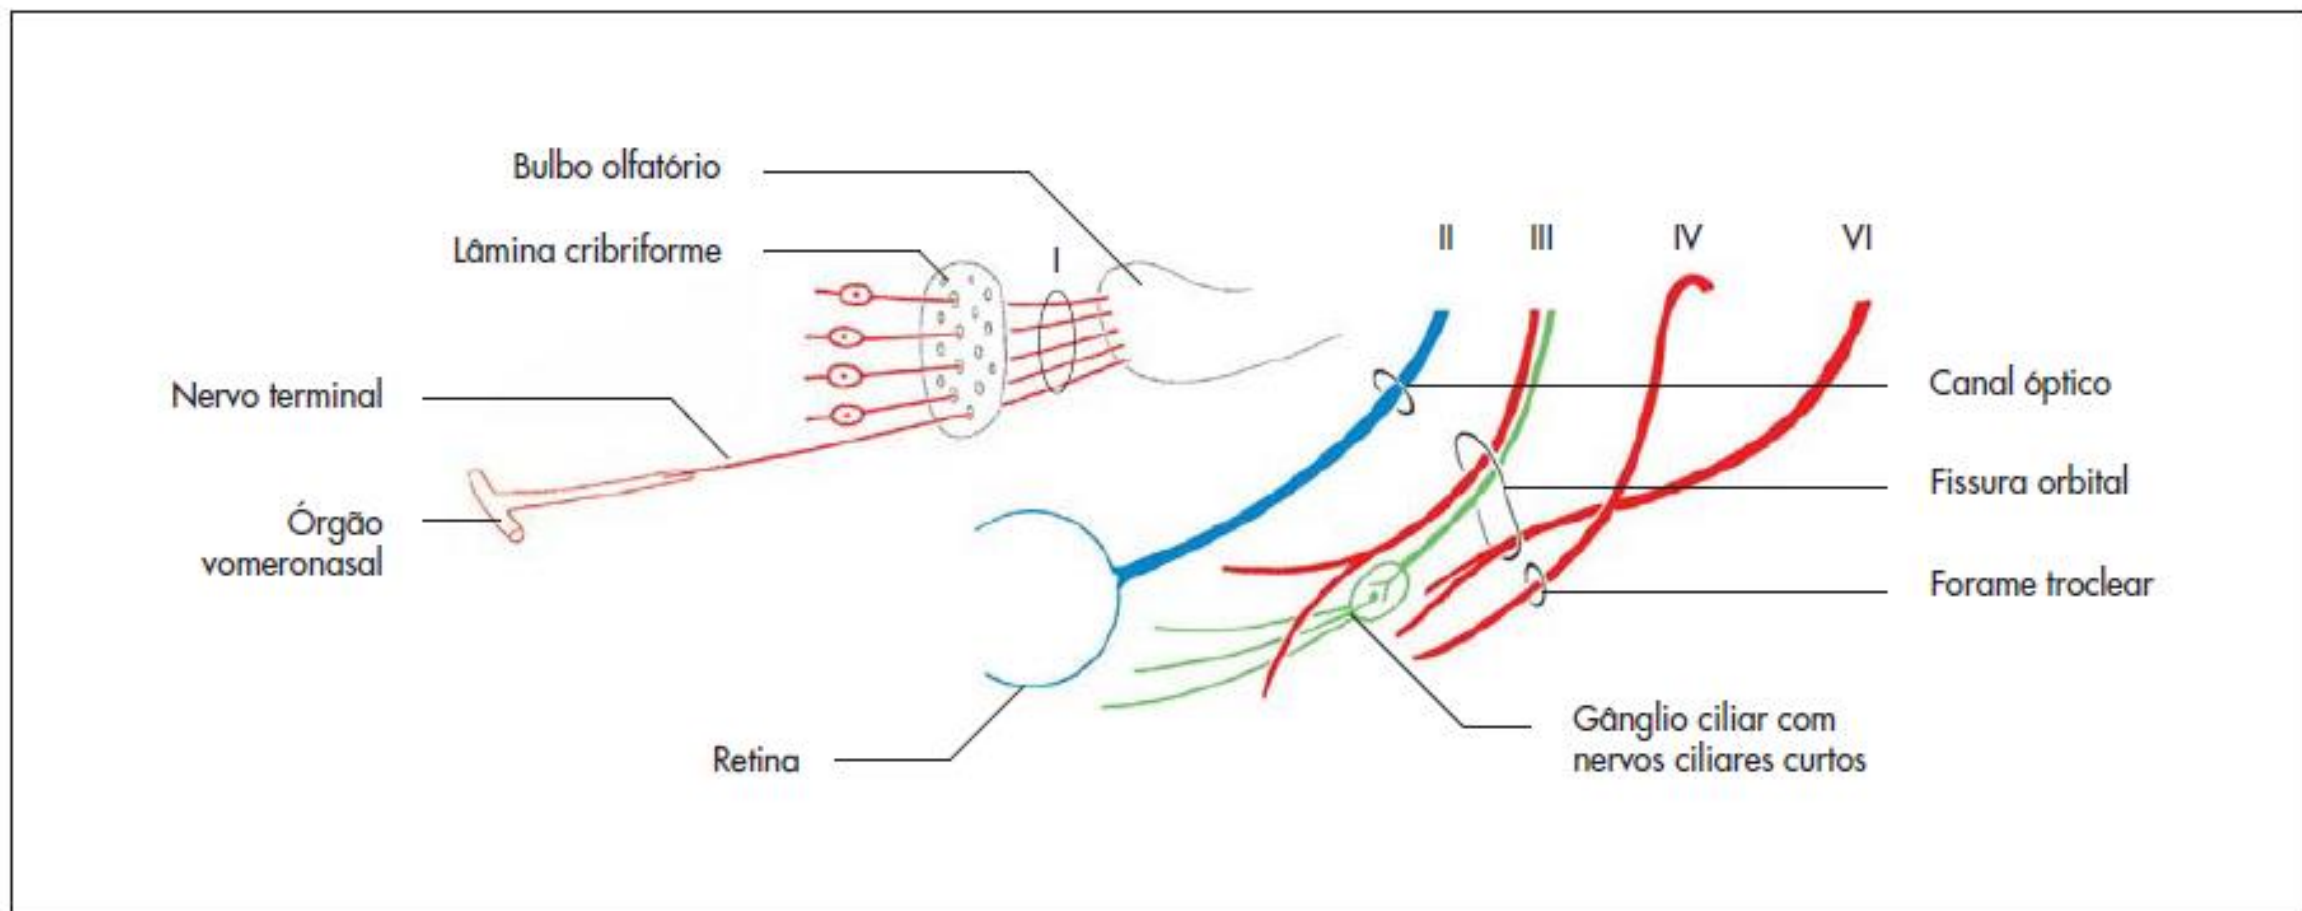 Bulbo olfatório
Lâmina cribriforme
I
II
III
IV
VI
Nervo terminal
Canal óptico
Fissura orbital
Órgão
vomeronasal
Forame troclear
Gânglio ciliar com
nervos ciliares curtos
Retina